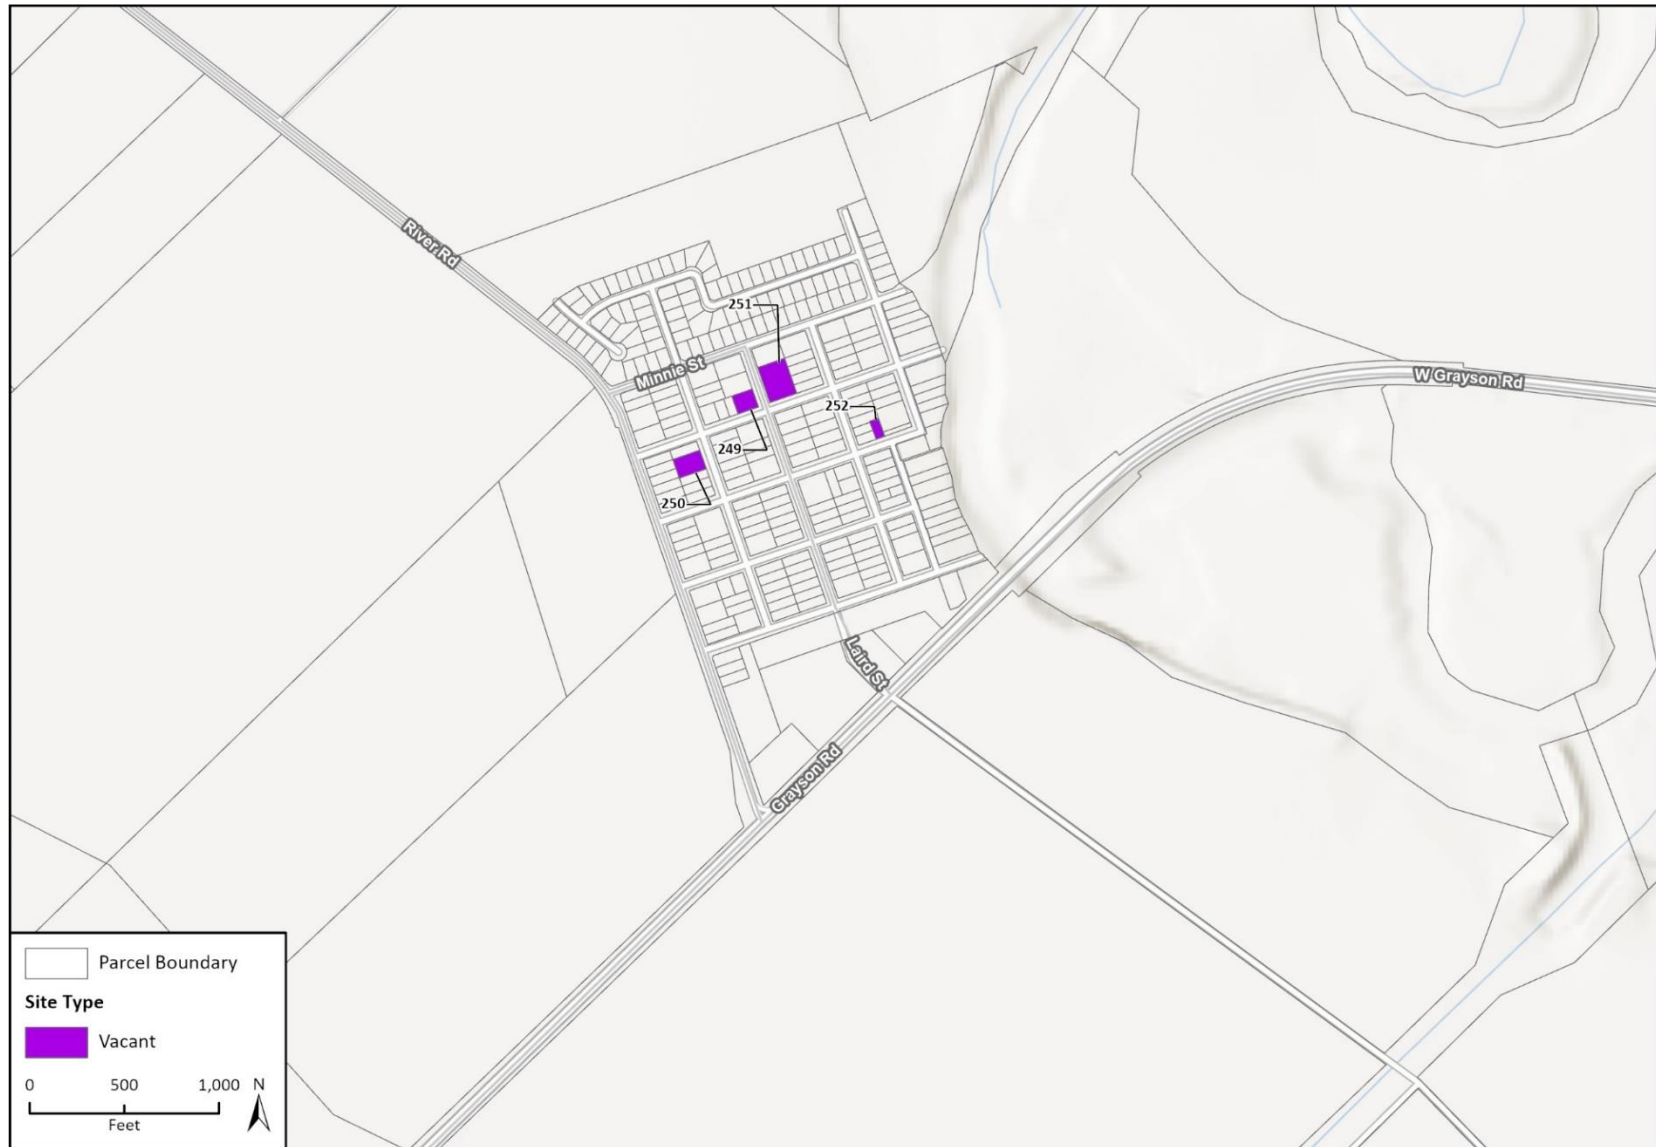 River Rd
251
Minnie St
W Grayson Rd
252
249
250
Laird St
Grayson Rd
Parcel Boundary
Site Type
Vacant
0 500 1,000 N
Feet